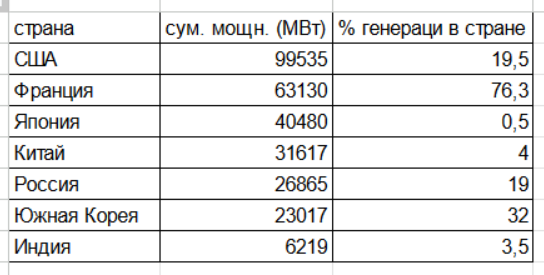 страна сум. мощн. (МВт) % генераци в стране
США 99535 19,5
Франция 63130 76,3
Япония 40480 0,5
Китай 31617 4
Россия 26865 19
Южная Корея 23017 32
Индия 6219 3,5